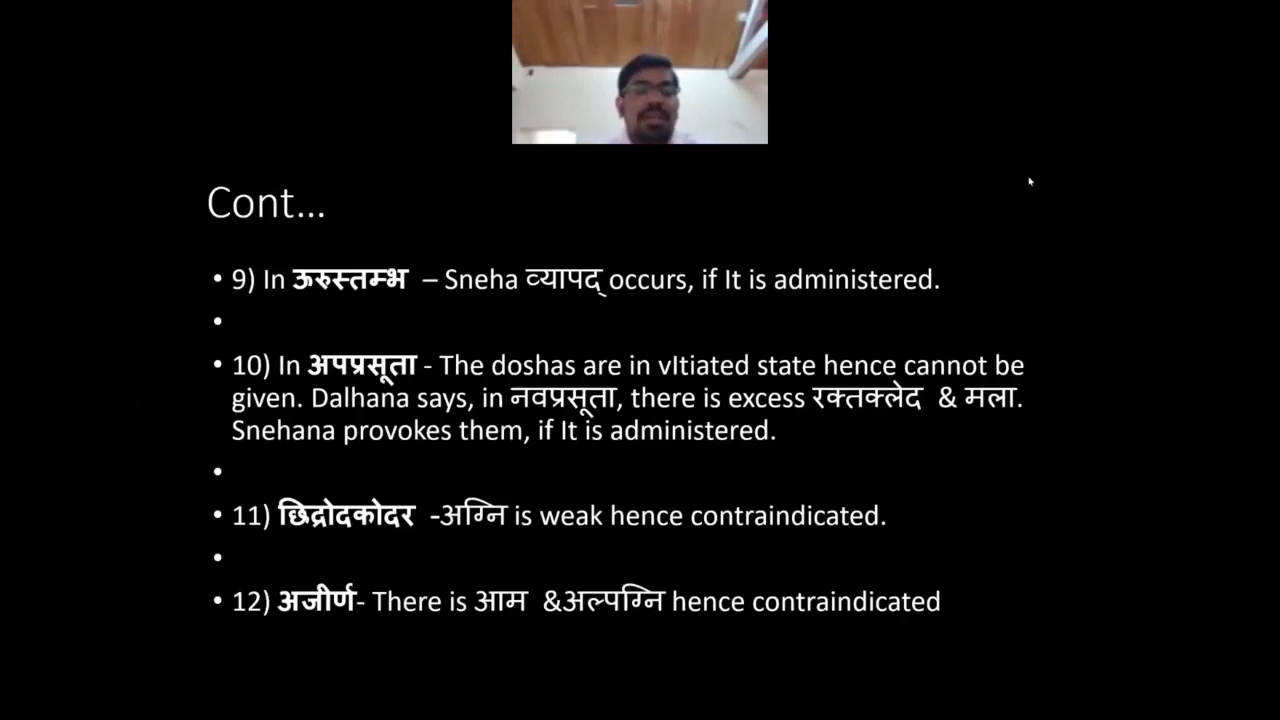 Cont...
• 9) In ऊरुस्तम्भ – Sneha व्यापद् occurs, if It is administered.
•
• 10) In अपप्रसूता - The doshas are in vItiated state hence cannot be
given. Dalhana says, in नवप्रसूता, there is excess रक्तक्लेद & मला.
Snehana provokes them, if It is administered.
•
• 11) छिद्रोदकोदर -अग्नि is weak hence contraindicated.
•
• 12) अजीर्ण- There is आम &अल्पग्नि hence contraindicated